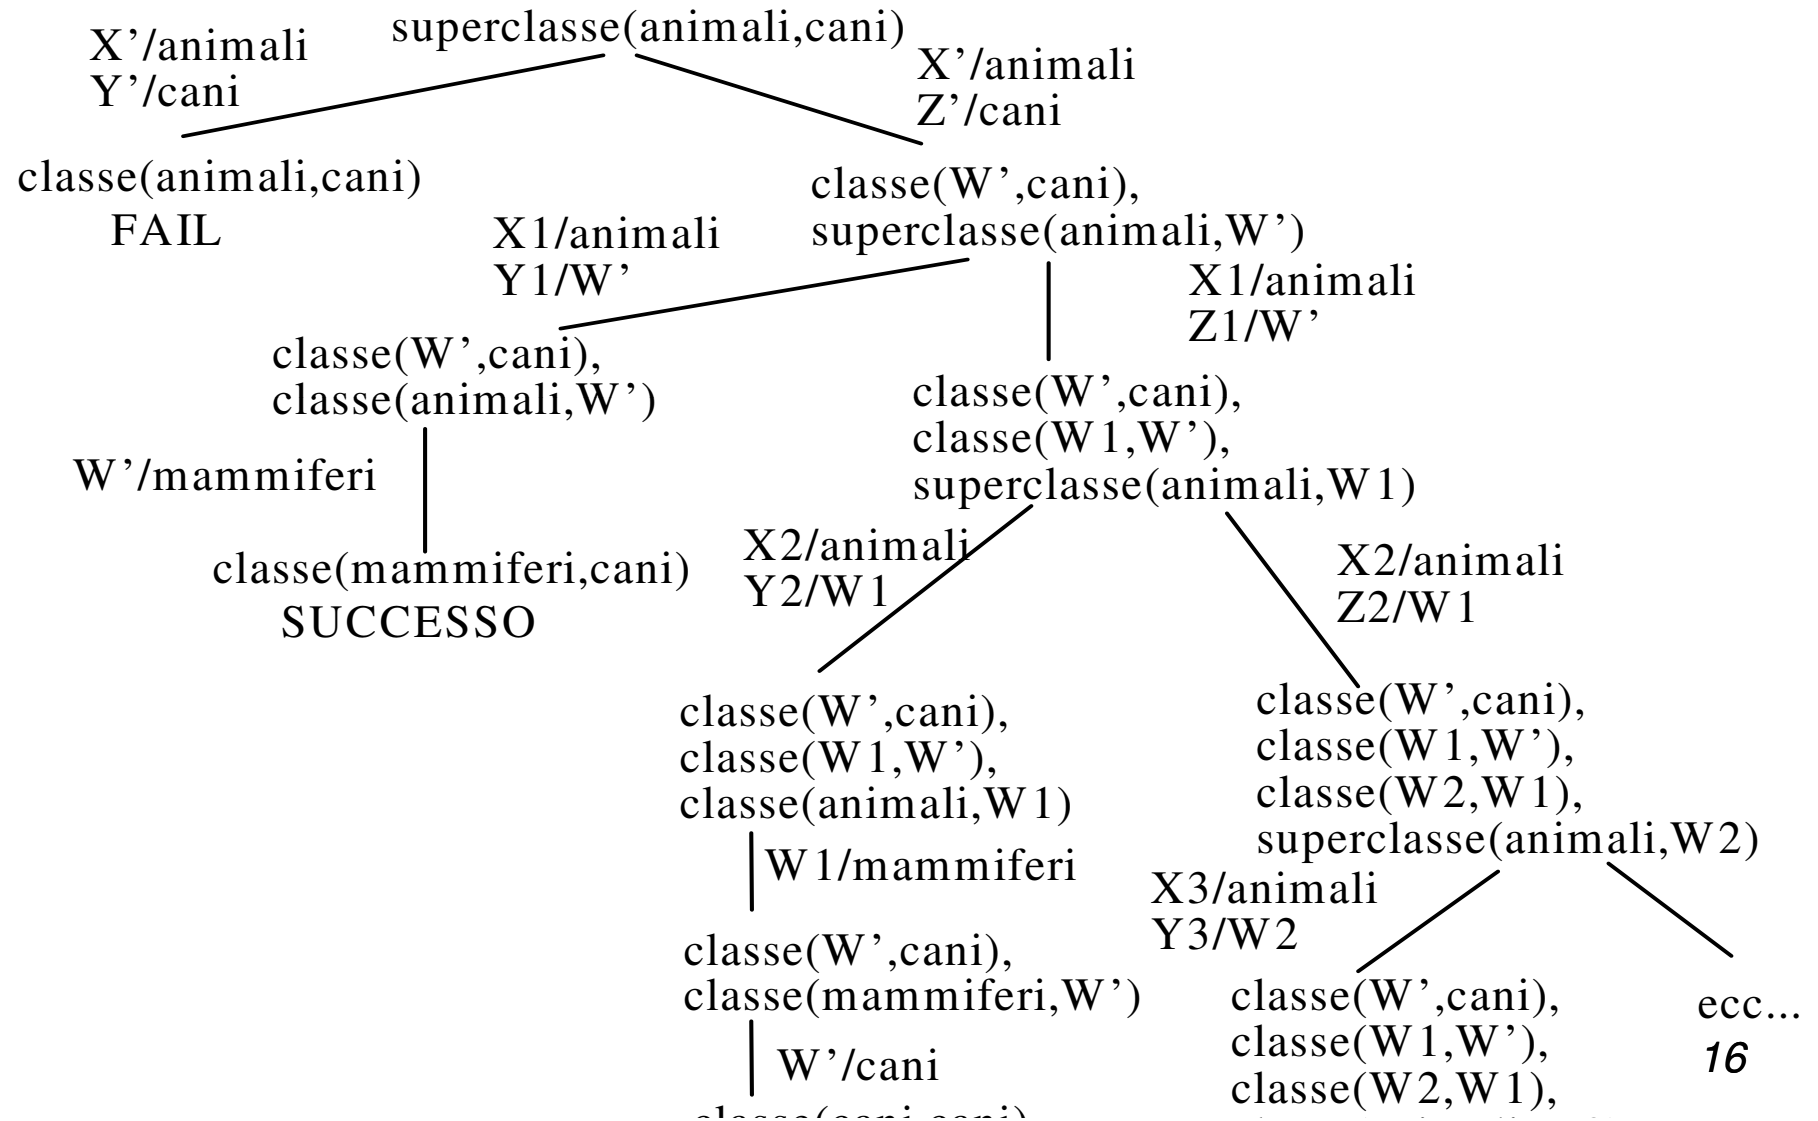 superclasse(animali,cani)
X’/animali
Y’/cani
X’/animali
Z’/cani
classe(animali,cani)
FAIL
classe(W’,cani),
superclasse(animali,W’)
X1/animali
Y1/W’
X1/animali
Z1/W’
classe(W’,cani),
classe(animali,W’)
W’/mammiferi
classe(mammiferi,cani)
SUCCESSO
classe(W’,cani),
classe(W1,W’),
superclasse(animali,W1)
X2/animali
Y2/W1
X2/animali
Z2/W1
classe(W’,cani),
classe(W1,W’),
classe(animali,W1)
W1/mammiferi
classe(W’,cani),
classe(mammiferi,W’)
W’/cani
classe(cani,cani)
classe(W’,cani),
classe(W1,W’),
classe(W2,W1),
superclasse(animali,W2)
X3/animali
Y3/W2
classe(W’,cani),
classe(W1,W’),
classe(W2,W1),
ecc...
16